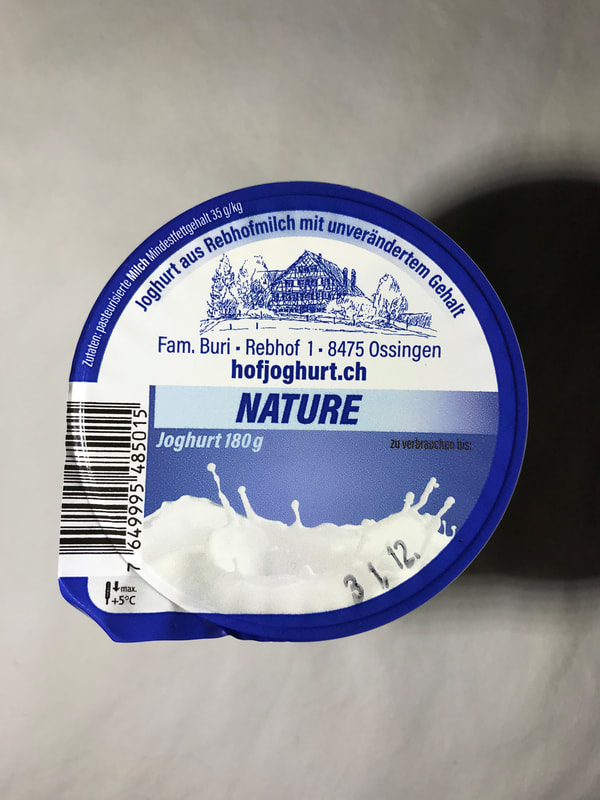 Zutaten: pasteurisierte Milch Mindestfettgehalt 35 g/kg
Joghurt aus Rebhofmilch mit unverändertem Gehalt
Fam. Buri • Rebhof 1 • 8475 Ossingen
hofjoghurt.ch
NATURE
Joghurt 180 g
zu verbrauchen bis:
31.12.
7 649995 485015
max.
+5°C